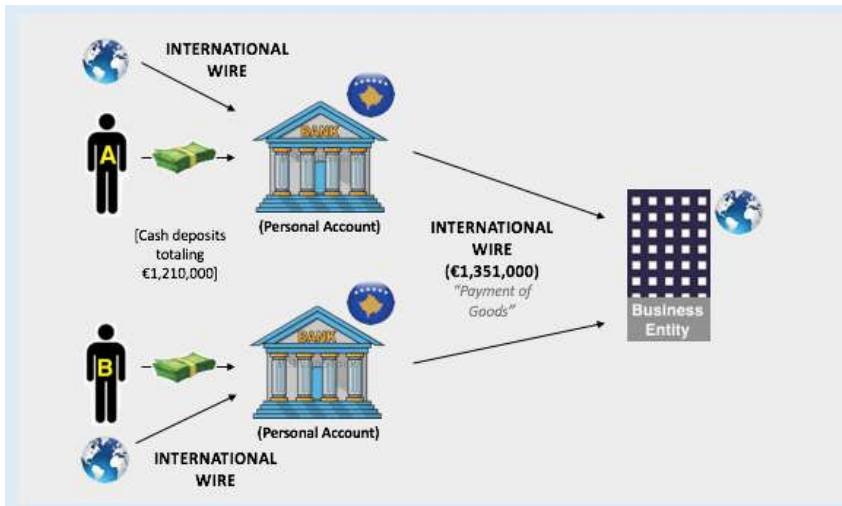 INTERNATIONAL
WIRE
A
BANK
(Personal Account)
[Cash deposits
totaling
€1,210,000]
INTERNATIONAL
WIRE
(€1,351,000)
"Payment of
Goods"
Business
Entity
B
BANK
(Personal Account)
INTERNATIONAL
WIRE